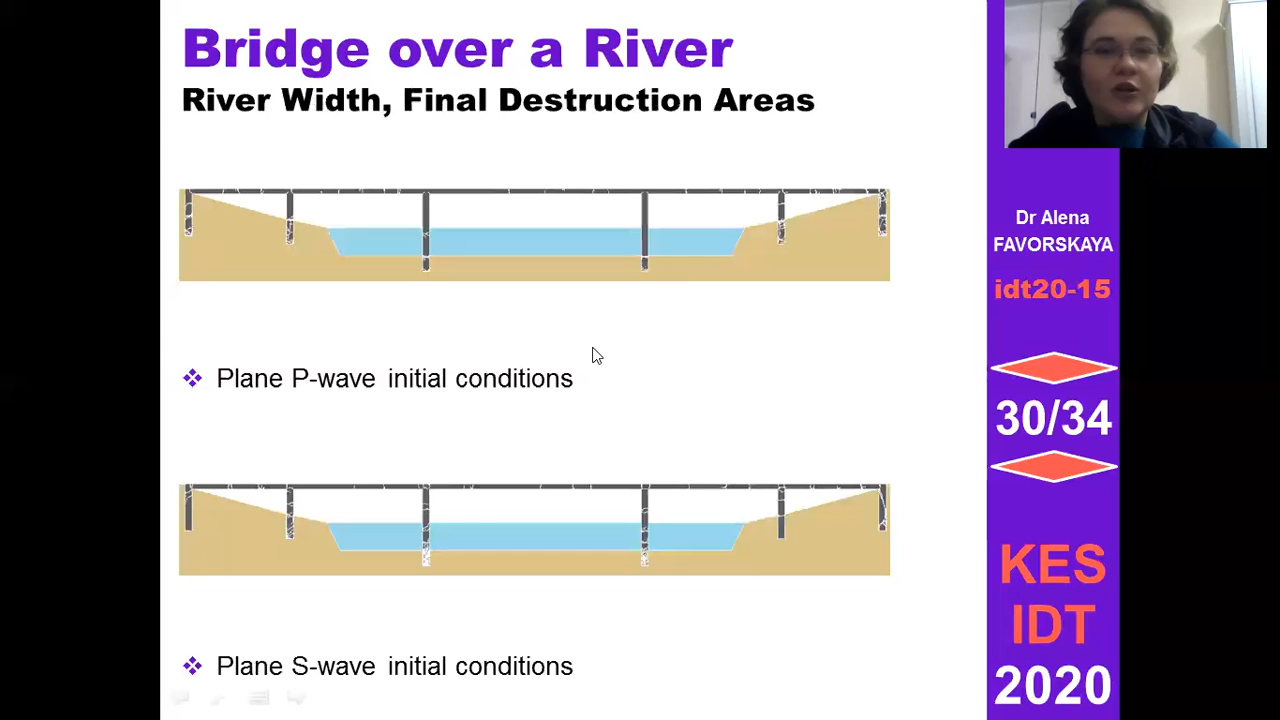 Bridge over a River
River Width, Final Destruction Areas
Plane P-wave initial conditions
Plane S-wave initial conditions
Dr Alena
FAVORSKAYA
idt20-15
30/34
KES
IDT
2020